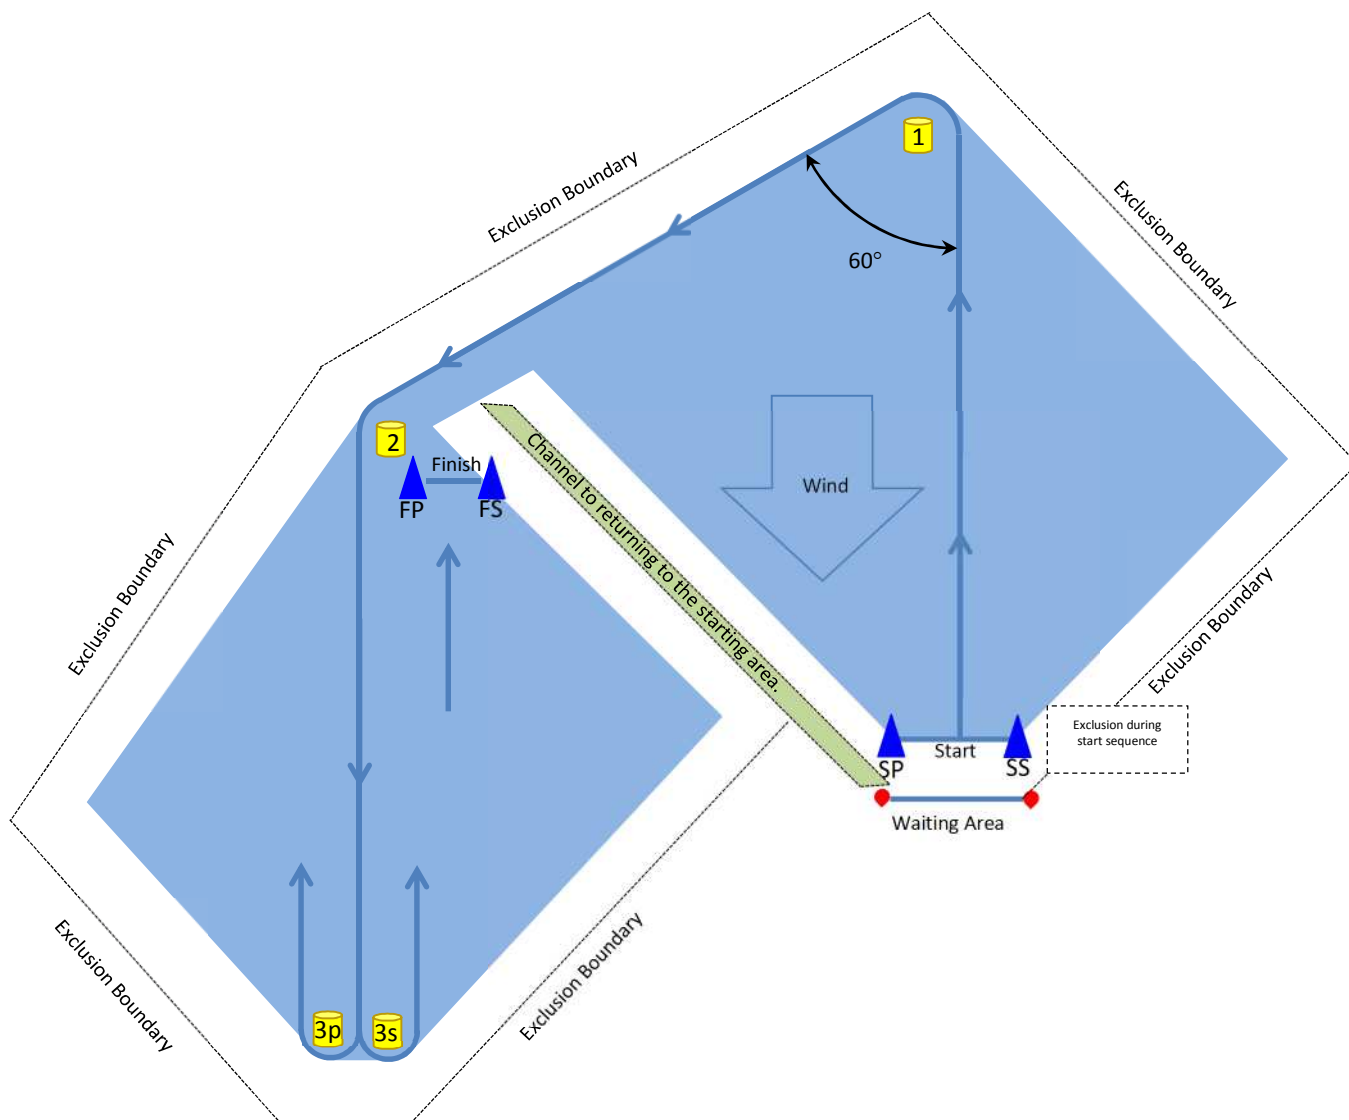 1
Exclusion Boundary
Exclusion Boundary
60°
2
Finish
FP
FS
Channel to returning to the starting area.
Wind
Exclusion Boundary
Exclusion Boundary
Exclusion during
start sequence
SP
Start
SS
Waiting Area
Exclusion Boundary
Exclusion Boundary
3p
3s